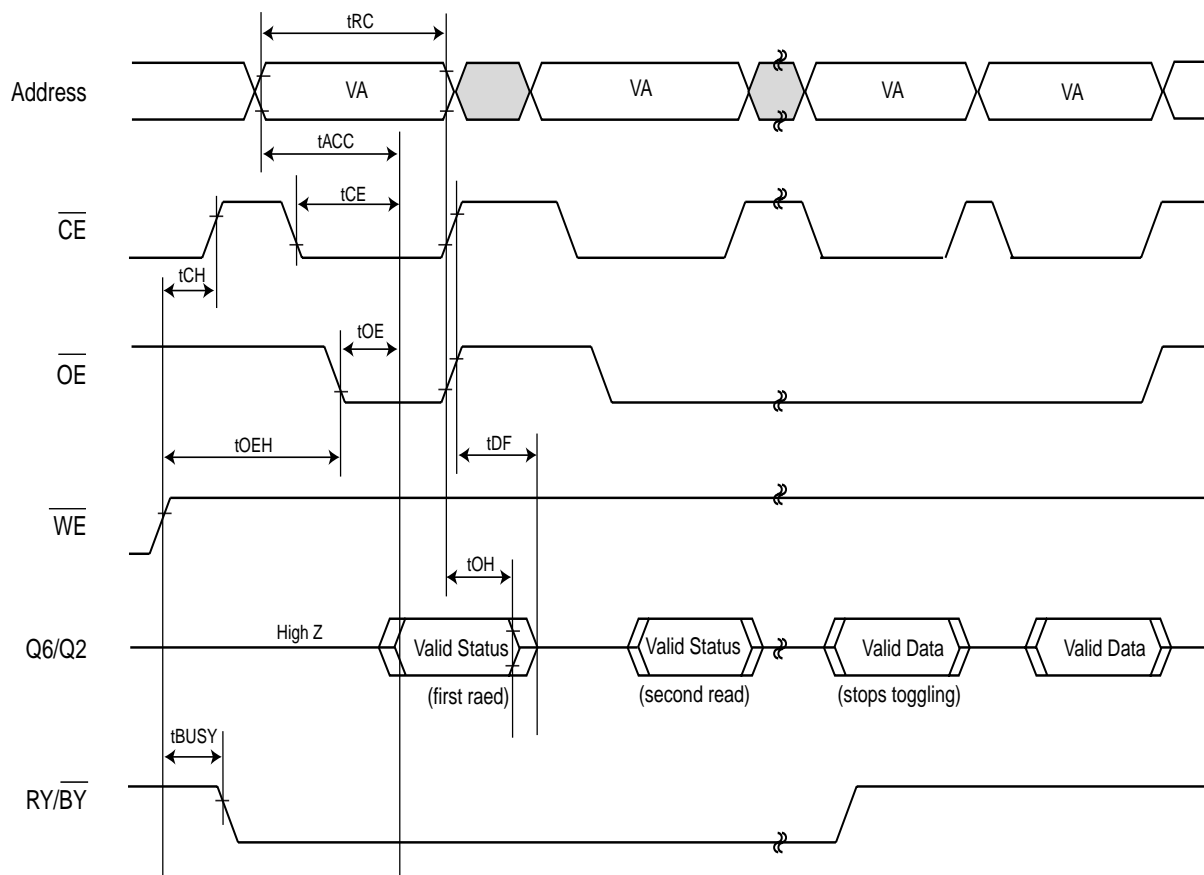 tRC
Address
VA
VA
VA
VA
tACC
tCE
CE
tCH
tOE
OE
tOEH
tDF
WE
tOH
Q6/Q2
High Z
Valid Status
Valid Status
Valid Data
Valid Data
(first raed)
(second read)
(stops toggling)
tBUSY
RY/BY